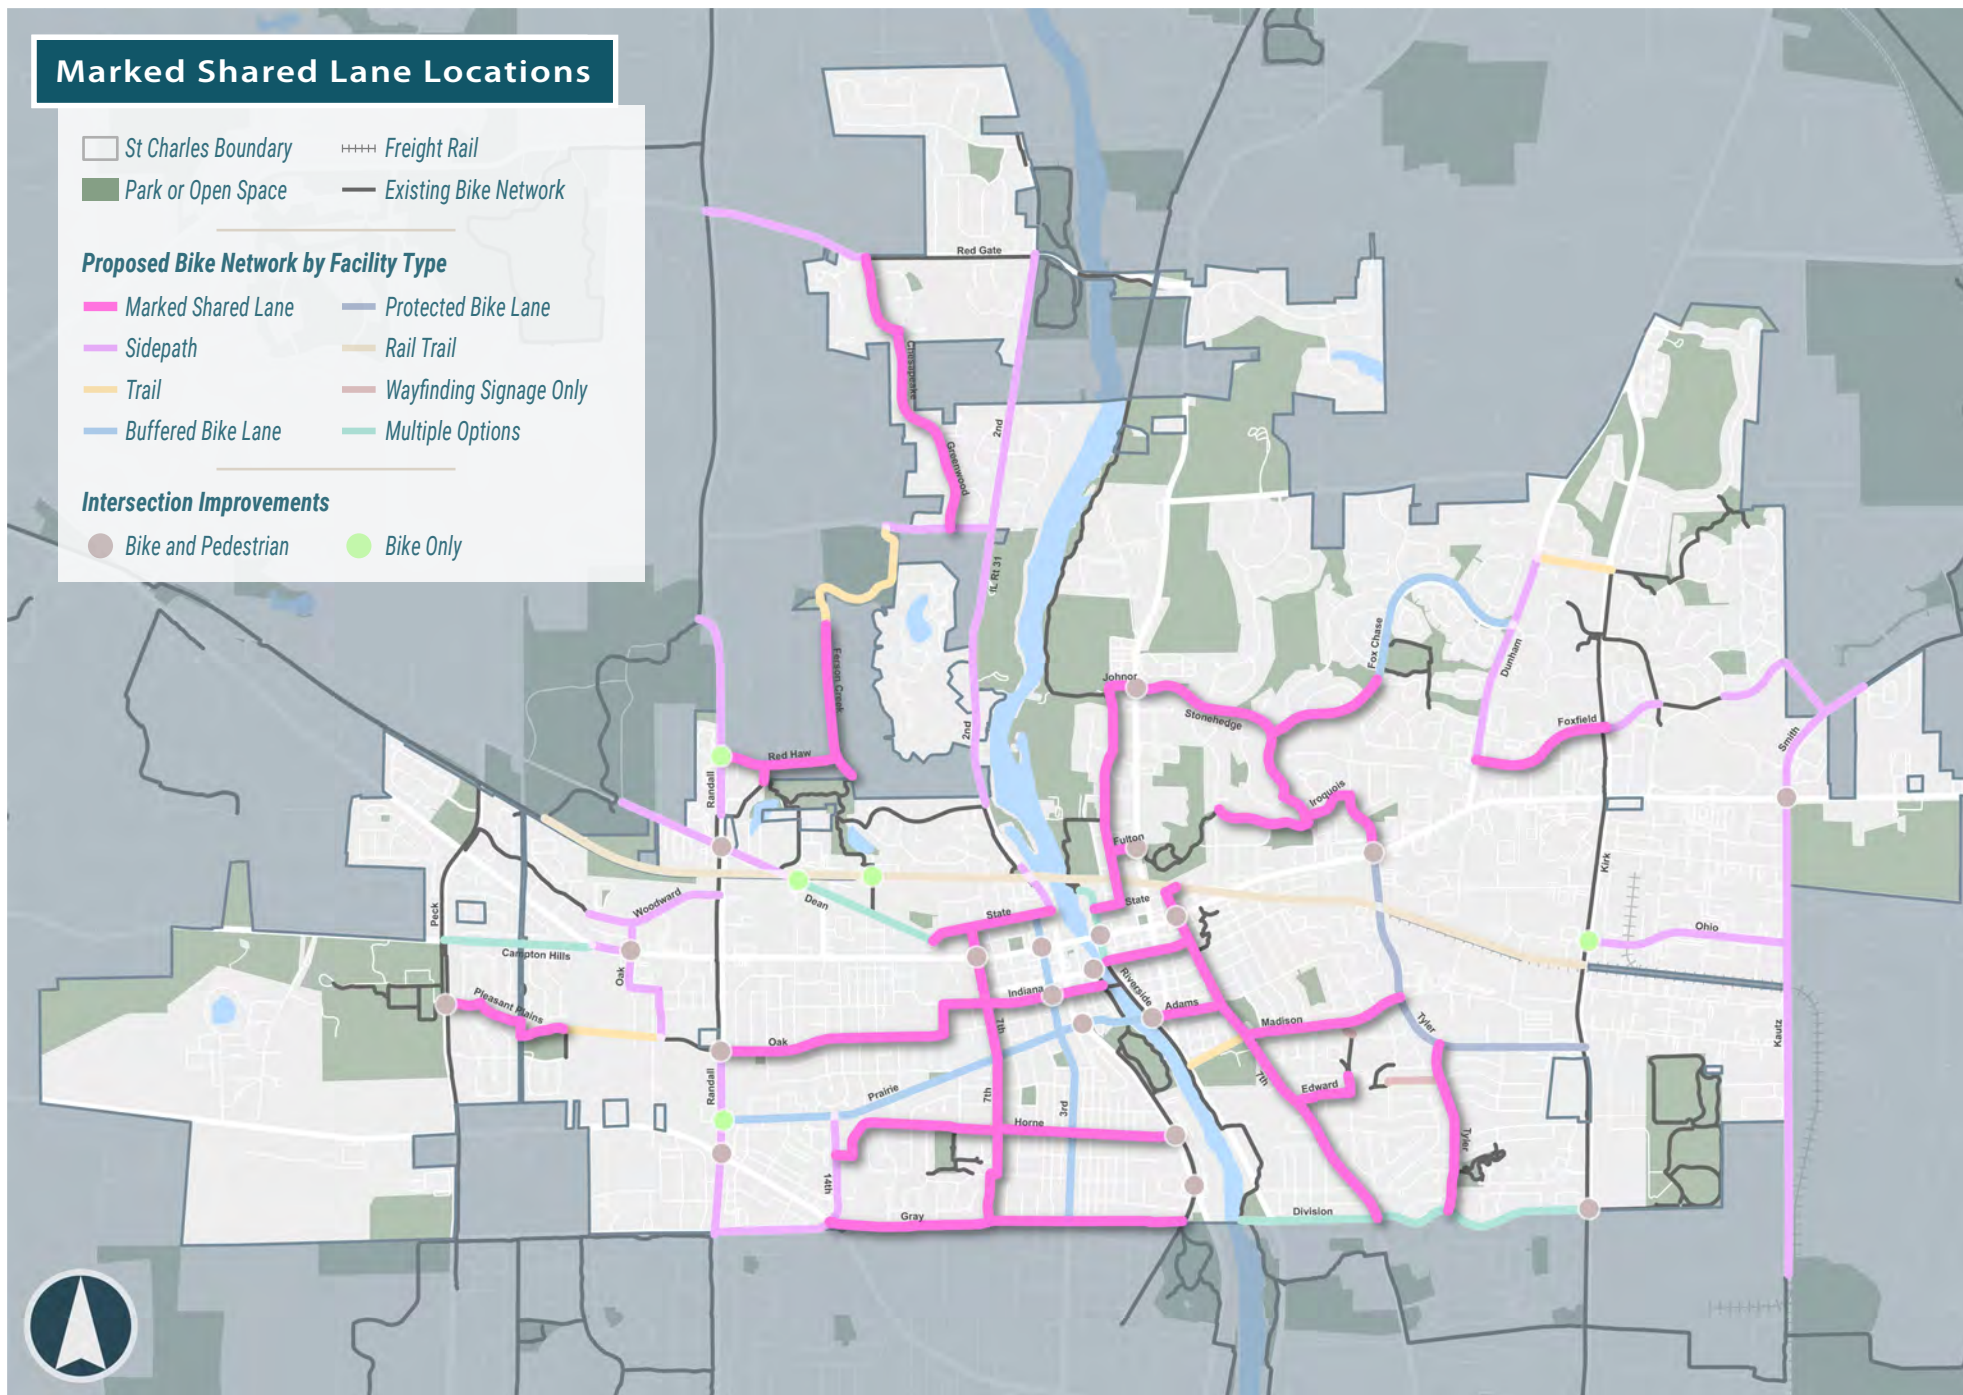 Marked Shared Lane Locations
St Charles Boundary
Freight Rail
Park or Open Space
Existing Bike Network
Proposed Bike Network by Facility Type
Marked Shared Lane
Protected Bike Lane
Sidepath
Rail Trail
Trail
Wayfinding Signage Only
Buffered Bike Lane
Multiple Options
Intersection Improvements
Bike and Pedestrian
Bike Only
Red Gate
Chesapeake
2nd
Greenwood
IL Rt 31
Fox Chase
Ferson Creek
Dunham
Johnor
Stonehedge
Foxfield
2nd
Smith
Red Haw
Randall
Iroquois
Fulton
Kirk
Woodward
Dean
Peck
State
State
Campton Hills
Oak
Ohio
Riverside
Pleasant Plains
Indiana
Adams
Madison
Tyler
7th
Oak
Kautz
Randall
Prairie
7th
3rd
7th
Edward
Horne
Tyler
14th
Gray
Division